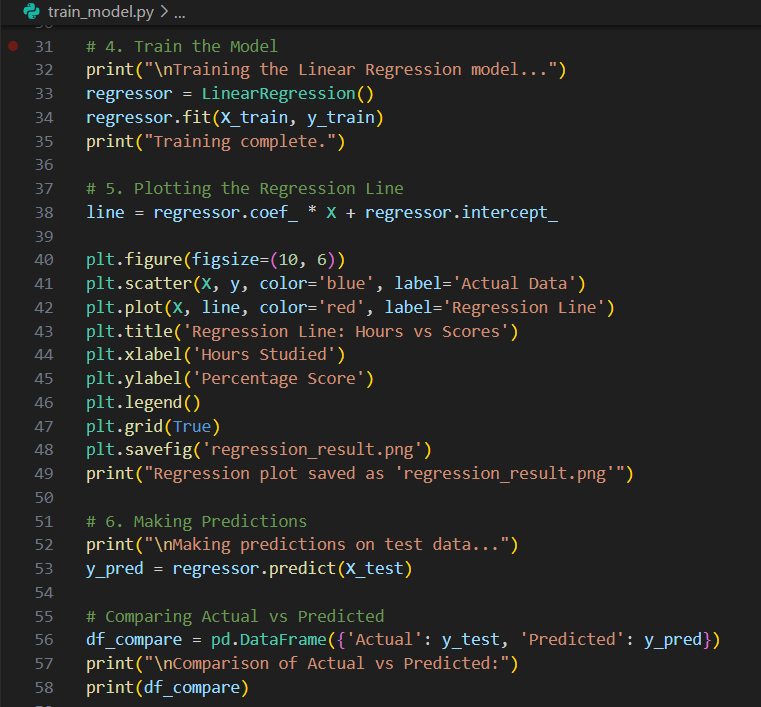 train_model.py > ...
31 # 4. Train the Model
32 print("\nTraining the Linear Regression model...")
33 regressor = LinearRegression()
34 regressor.fit(X_train, y_train)
35 print("Training complete.")
36
37 # 5. Plotting the Regression Line
38 line = regressor.coef_ * X + regressor.intercept_
39
40 plt.figure(figsize=(10, 6))
41 plt.scatter(X, y, color='blue', label='Actual Data')
42 plt.plot(X, line, color='red', label='Regression Line')
43 plt.title('Regression Line: Hours vs Scores')
44 plt.xlabel('Hours Studied')
45 plt.ylabel('Percentage Score')
46 plt.legend()
47 plt.grid(True)
48 plt.savefig('regression_result.png')
49 print("Regression plot saved as 'regression_result.png'")
50
51 # 6. Making Predictions
52 print("\nMaking predictions on test data...")
53 y_pred = regressor.predict(X_test)
54
55 # Comparing Actual vs Predicted
56 df_compare = pd.DataFrame({'Actual': y_test, 'Predicted': y_pred})
57 print("\nComparison of Actual vs Predicted:")
58 print(df_compare)